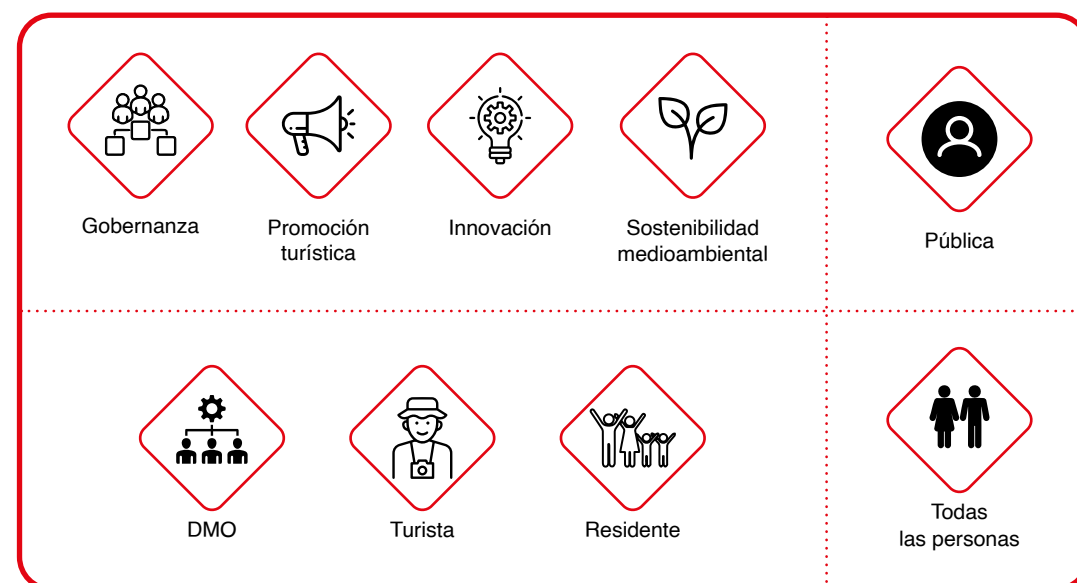 Gobernanza
Promoción
turística
Innovación
Sostenibilidad
medioambiental
Pública
DMO
Turista
Residente
Todas
las personas